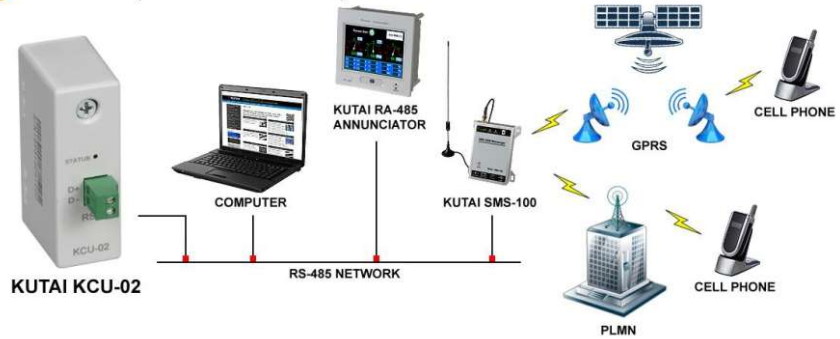 STATUS
D+
D-
RS
KCU-02
KUTAI KCU-02
COMPUTER
KUTAI RA-485
ANNUNCIATOR
KUTAI SMS-100
GPRS
CELL PHONE
RS-485 NETWORK
PLMN
CELL PHONE